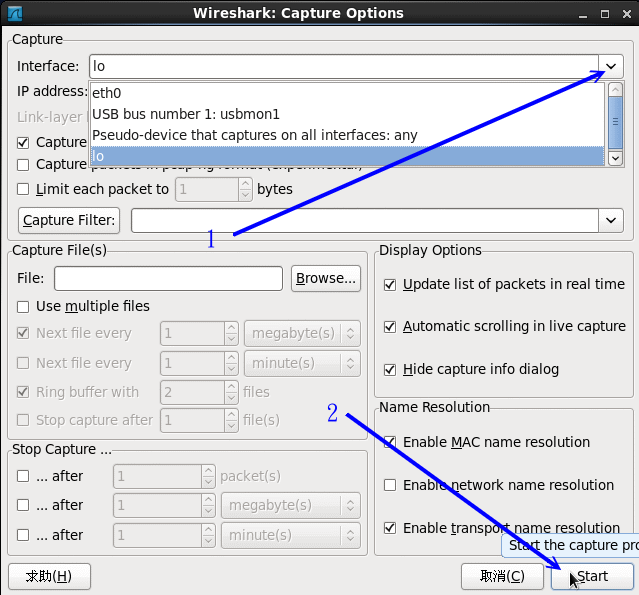 Wireshark: Capture Options
Capture
Interface: lo
IP address:
eth0
USB bus number 1: usbmon1
Pseudo-device that captures on all interfaces: any
lo
Link-layer
Capture
Capture packets in pcap-ng format (experimental)
Limit each packet to 1 bytes
Capture Filter:
1
Capture File(s)
File: Browse...
Use multiple files
Next file every 1 megabyte(s)
Next file every 1 minute(s)
Ring buffer with 2 files
Stop capture after 1 file(s)
Stop Capture ...
... after 1 packet(s)
... after 1 megabyte(s)
... after 1 minute(s)
Display Options
Update list of packets in real time
Automatic scrolling in live capture
Hide capture info dialog
2
Name Resolution
Enable MAC name resolution
Enable network name resolution
Enable transport name resolution
Start the capture pro
求助(H) 取消(C) Start